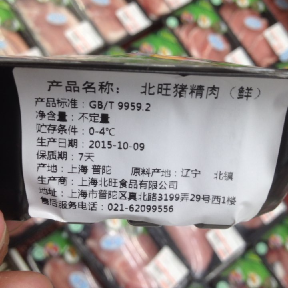 产品名称： 北旺猪精肉（鲜）
产品标准：GB/T 9959.2
净含量：不定量
贮存条件：0-4℃
生产日期：2015-10-09
保质期：7天
产地：上海 普陀 原料产地：辽宁 北镇
生产商：上海北旺食品有限公司
地址：上海市普陀区真北路3199弄29号西1楼
售后服务电话：021-62099556